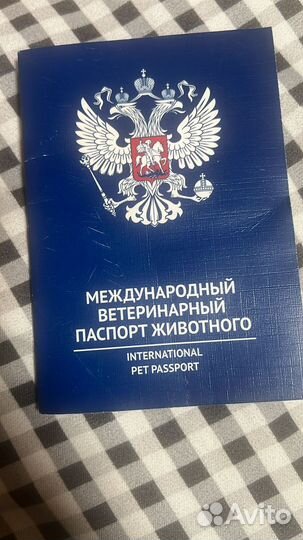 МЕЖДУНАРОДНЫЙ
ВЕТЕРИНАРНЫЙ
ПАСПОРТ ЖИВОТНОГО
INTERNATIONAL
PET PASSPORT
Avito